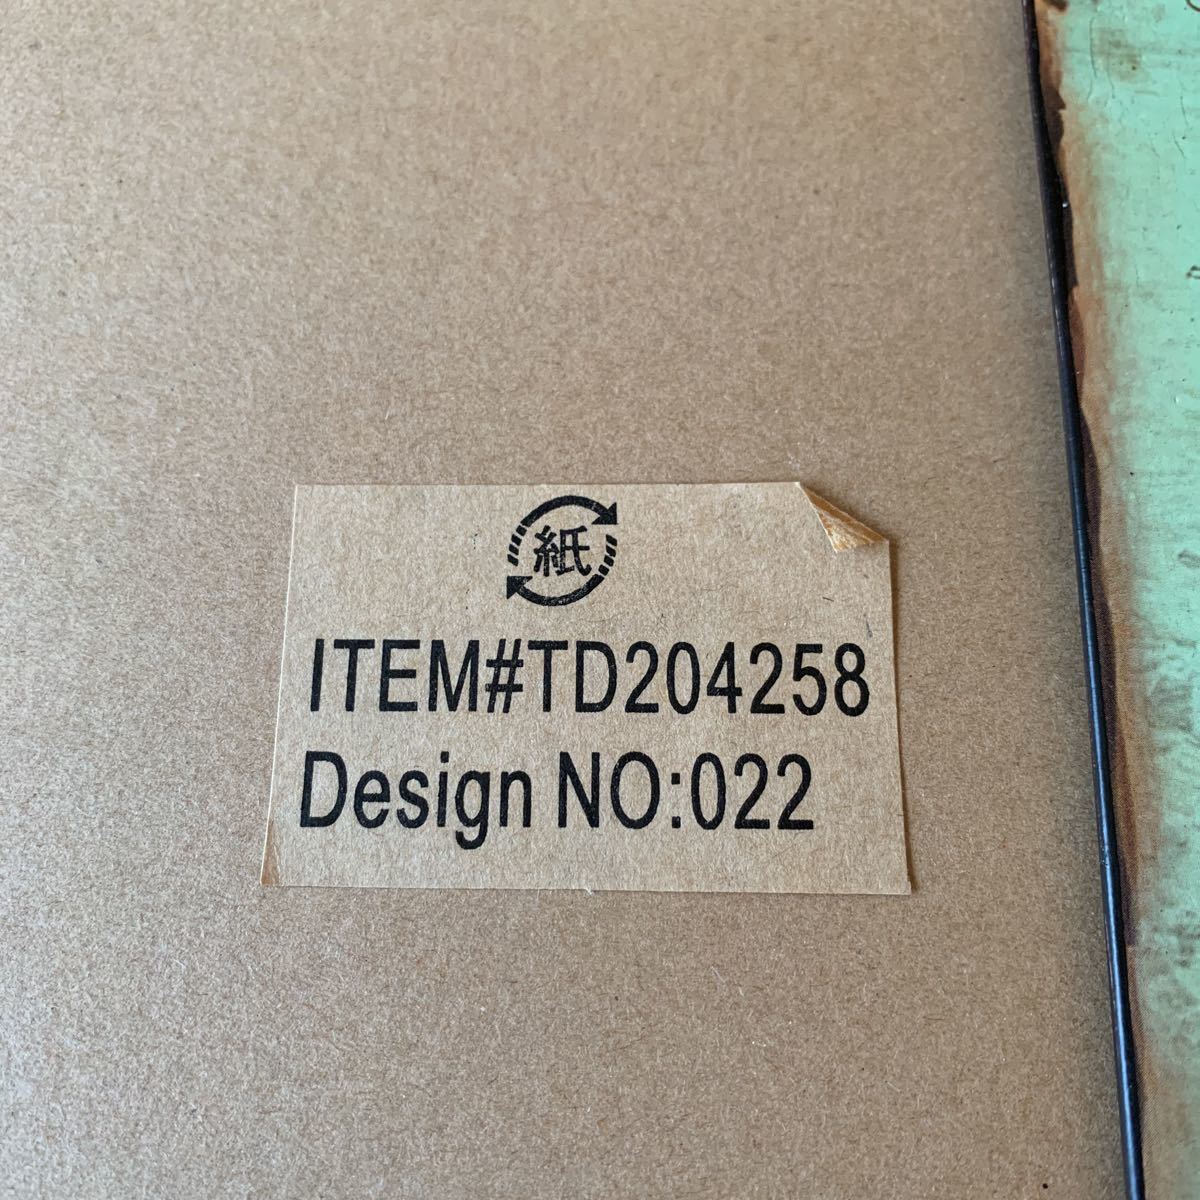 紙
ITEM#TD204258
Design NO:022